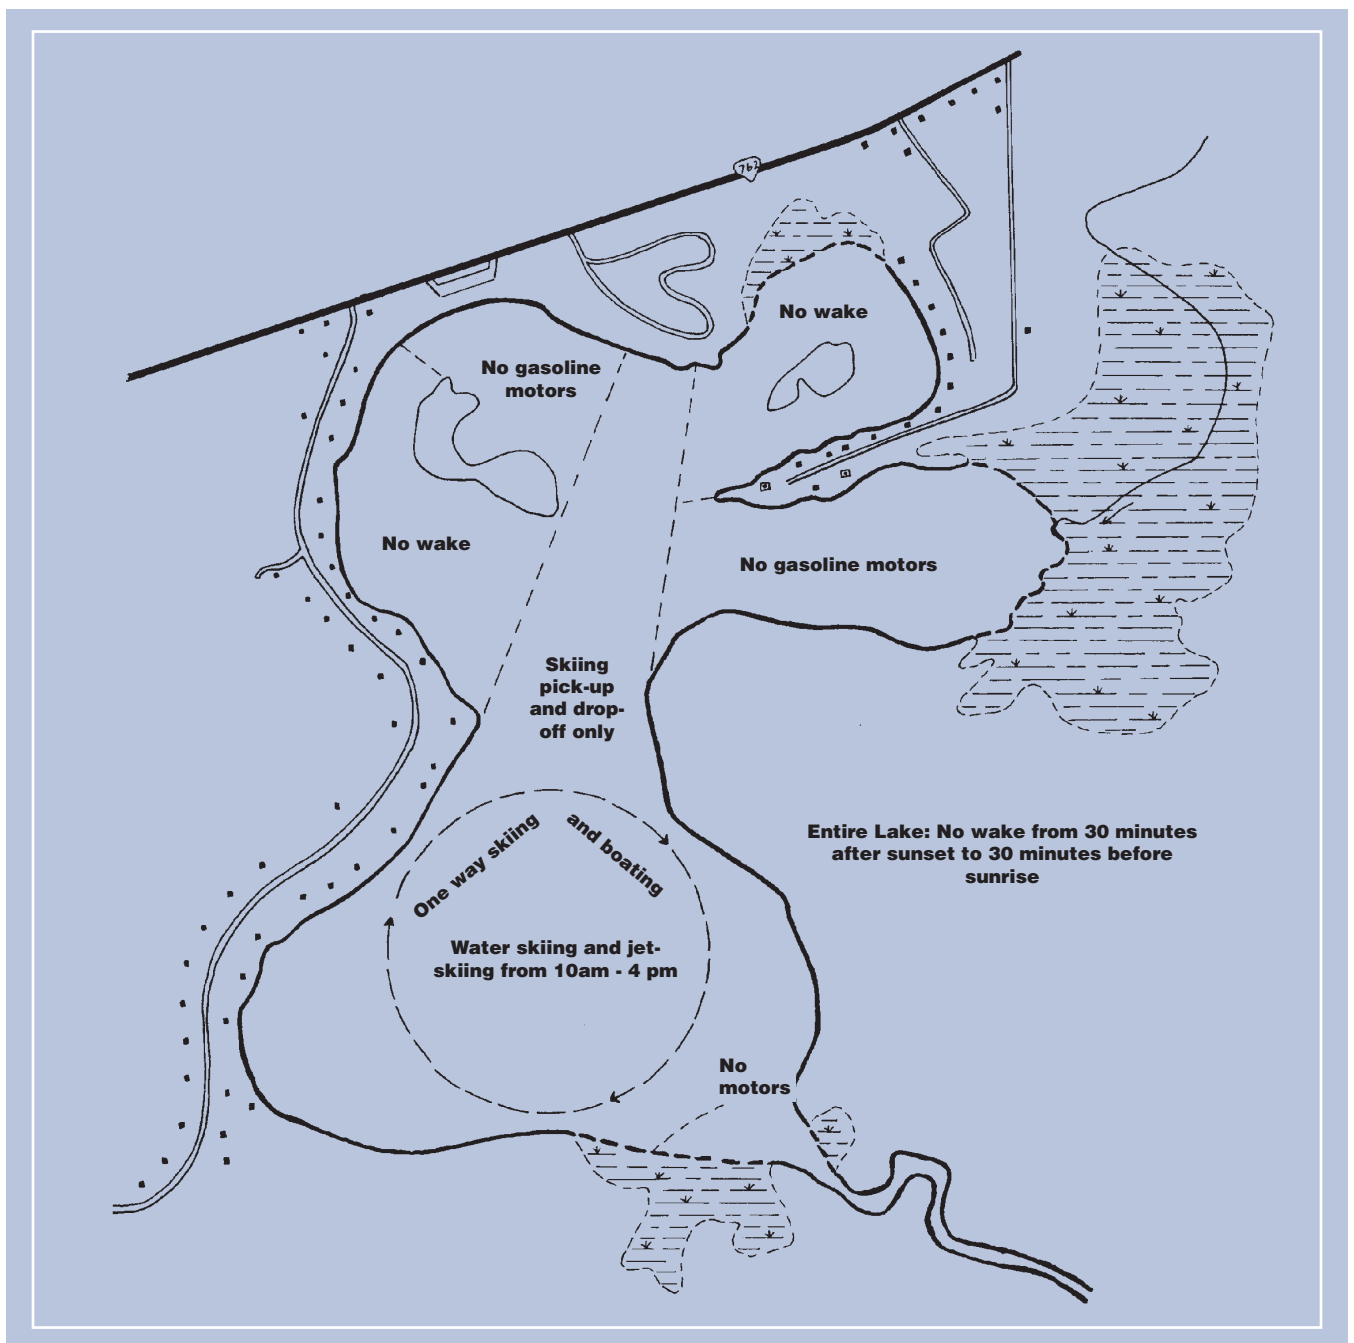 762
No wake
No gasoline
motors
No wake
No gasoline motors
Skiing
pick-up
and drop-
off only
Entire Lake: No wake from 30 minutes
after sunset to 30 minutes before
sunrise
One way skiing
and boating
Water skiing and jet-
skiing from 10am - 4 pm
No
motors